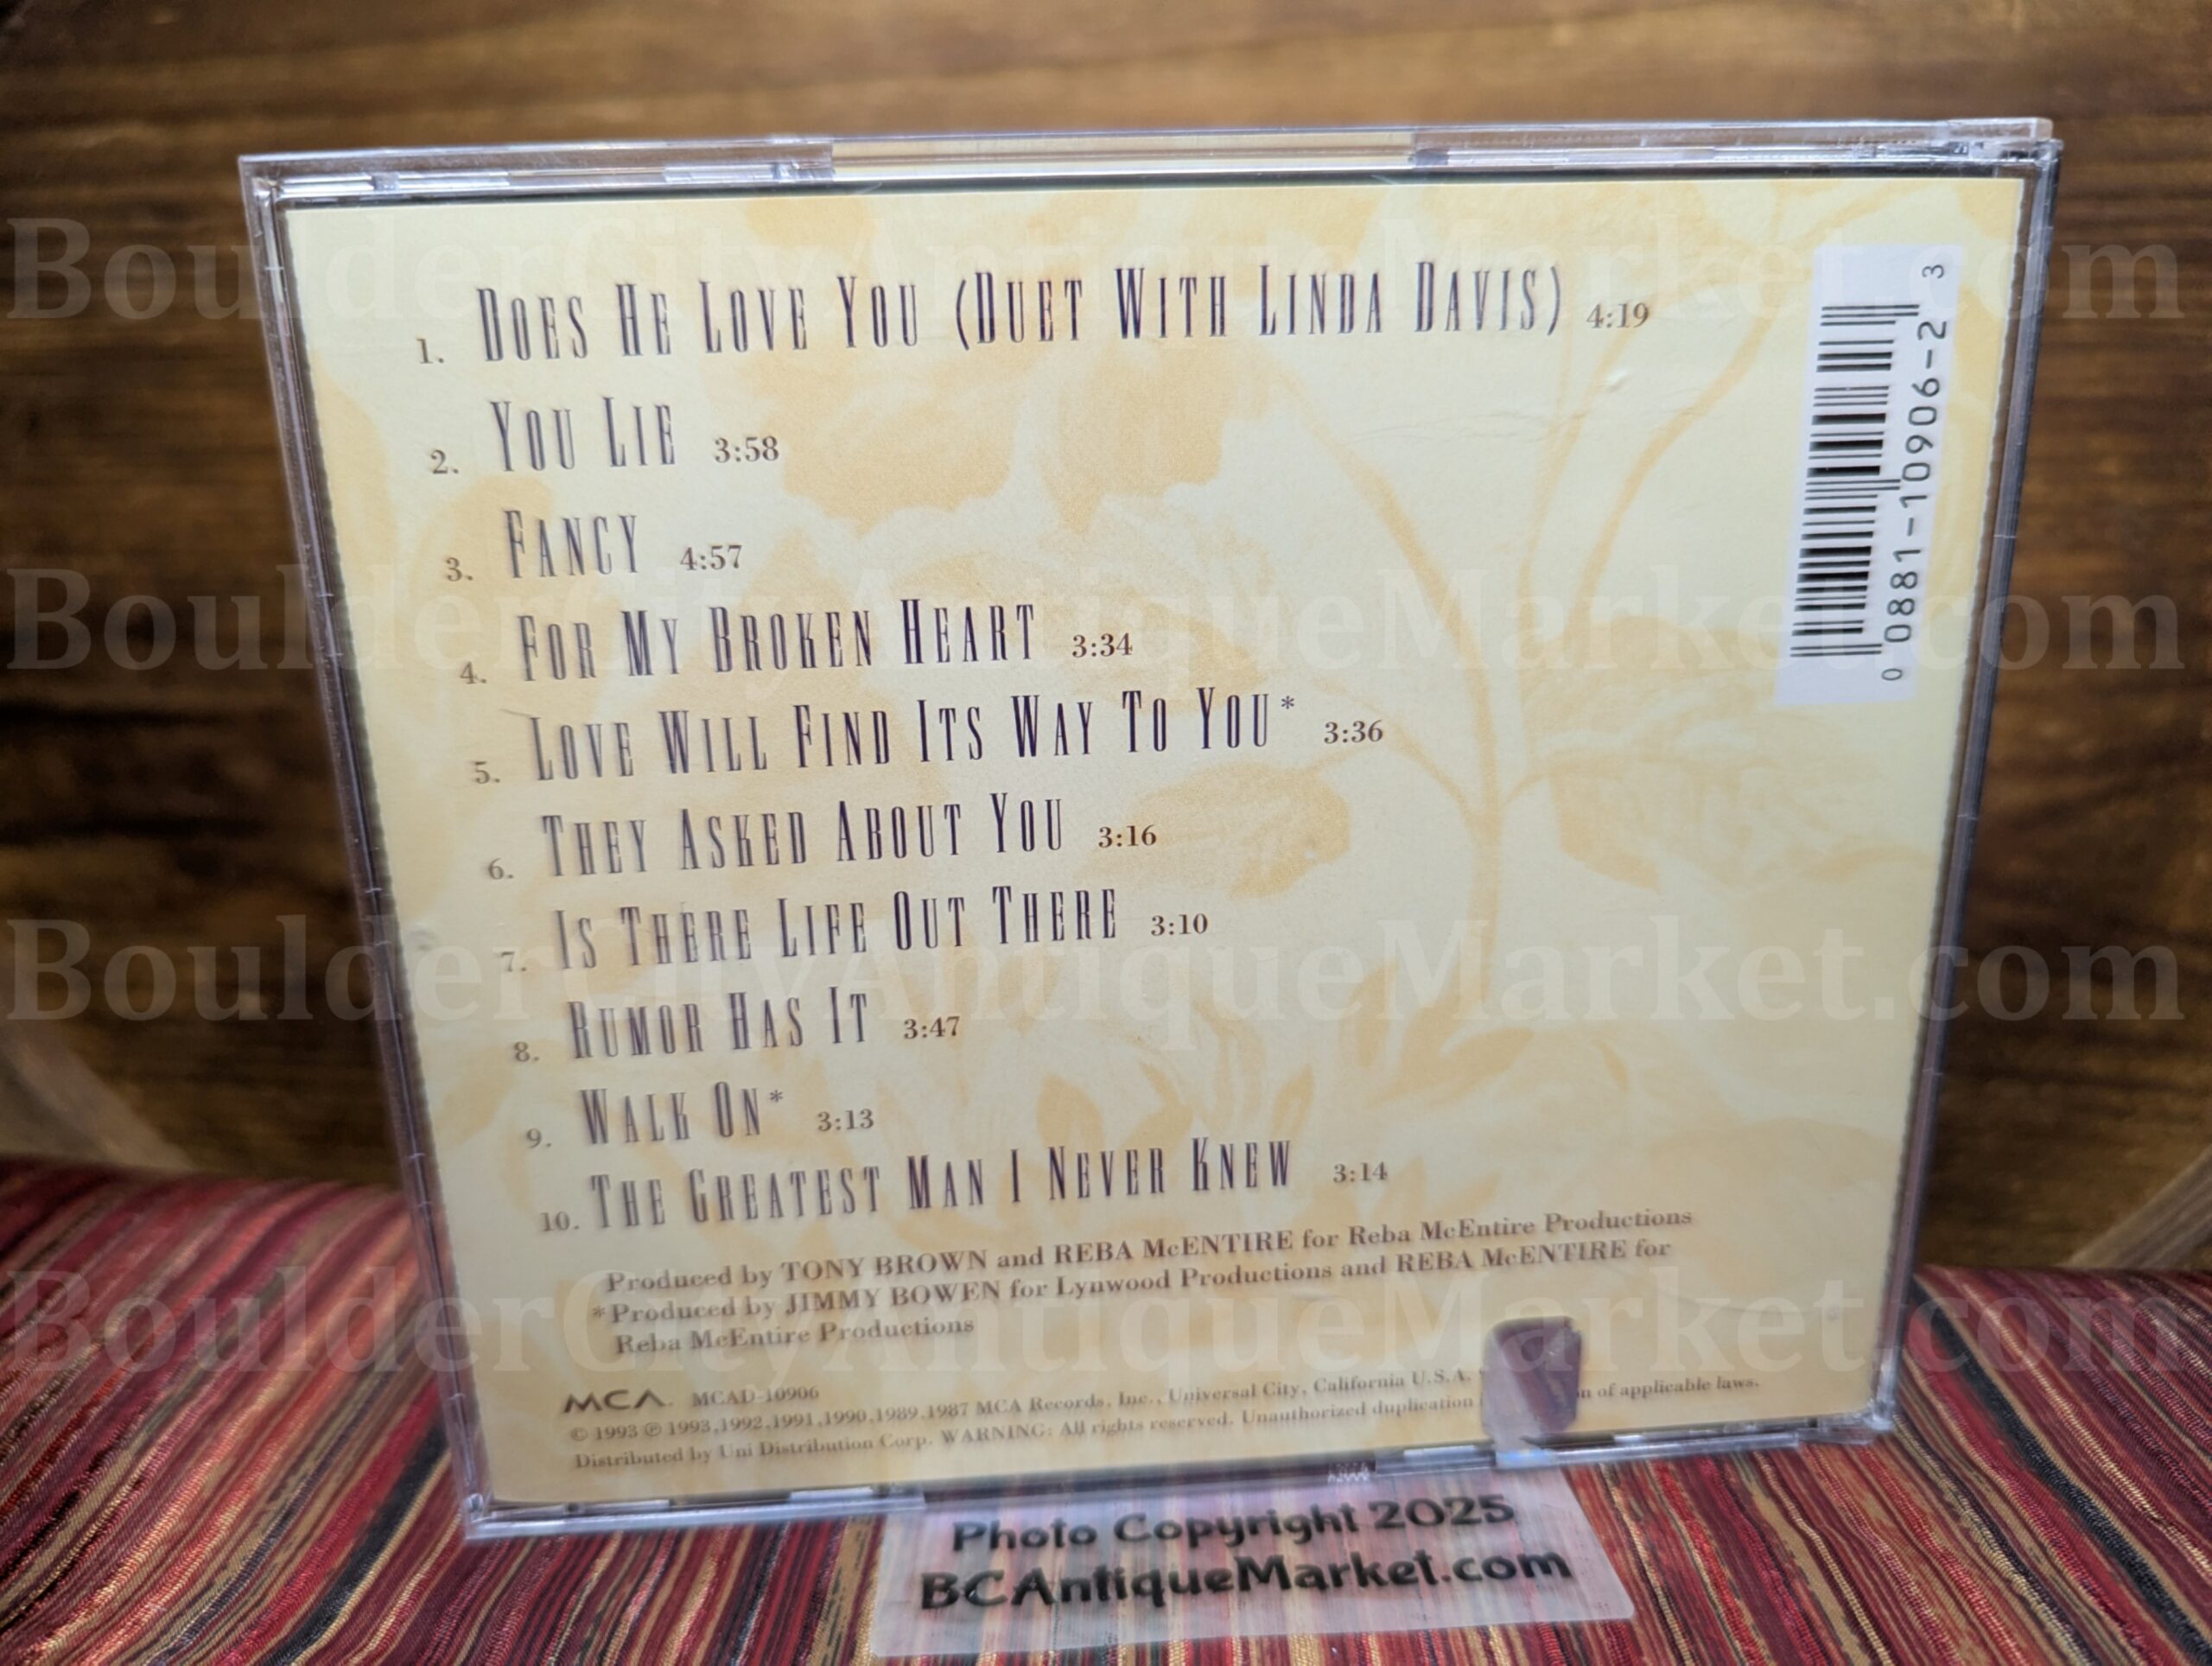 1. DOES HE LOVE YOU (DUET WITH LINDA DAVIS) 4:19
2. YOU LIE 3:58
3. FANCY 4:57
4. FOR MY BROKEN HEART 3:34
5. LOVE WILL FIND ITS WAY TO YOU* 3:36
6. THEY ASKED ABOUT YOU 3:16
7. IS THERE LIFE OUT THERE 3:10
8. RUMOR HAS IT 3:47
9. WALK ON* 3:13
10. THE GREATEST MAN I NEVER KNEW 3:14
Produced by TONY BROWN and REBA McENTIRE for Reba McEntire Productions
*Produced by JIMMY BOWEN for Lynwood Productions and REBA McENTIRE for
Reba McEntire Productions
MCA. MCAD-10906
© 1993 ℗ 1993,1992,1991,1990,1989,1987 MCA Records, Inc., Universal City, California U.S.A.
Distributed by Uni Distribution Corp. WARNING: All rights reserved. Unauthorized duplication of applicable laws.
0 0881-10906-2 3
Photo Copyright 2025
BCAntiqueMarket.com
BoulderCityAntiqueMarket.com
BoulderCityAntiqueMarket.com
BoulderCityAntiqueMarket.com
BoulderCityAntiqueMarket.com